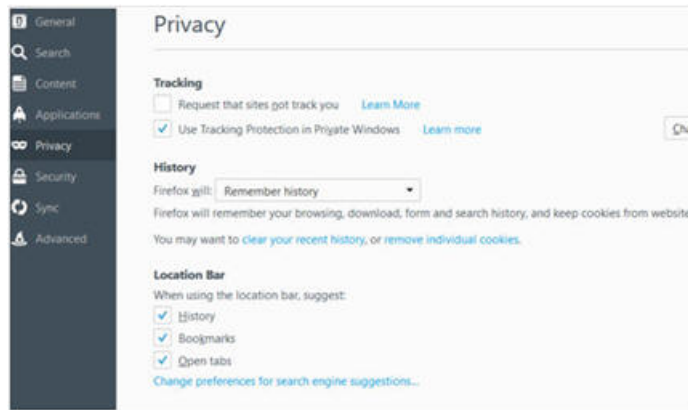 General
Search
Content
Applications
Privacy
Security
Sync
Advanced
Privacy
Tracking
Request that sites not track you Learn More
Use Tracking Protection in Private Windows Learn more
Cha
History
Firefox will: Remember history
Firefox will remember your browsing, download, form and search history, and keep cookies from website
You may want to clear your recent history, or remove individual cookies.
Location Bar
When using the location bar, suggest:
History
Bookmarks
Open tabs
Change preferences for search engine suggestions...